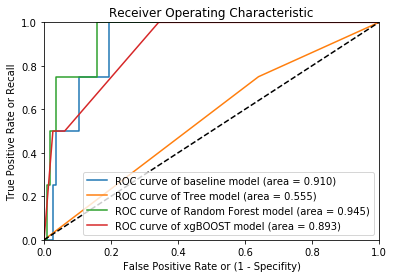 Receiver Operating Characteristic
True Positive Rate or Recall
1.0
0.8
0.6
0.4
0.2
0.0
ROC curve of baseline model (area = 0.910)
ROC curve of Tree model (area = 0.555)
ROC curve of Random Forest model (area = 0.945)
ROC curve of xgBOOST model (area = 0.893)
0.0 0.2 0.4 0.6 0.8 1.0
False Positive Rate or (1 - Specifity)